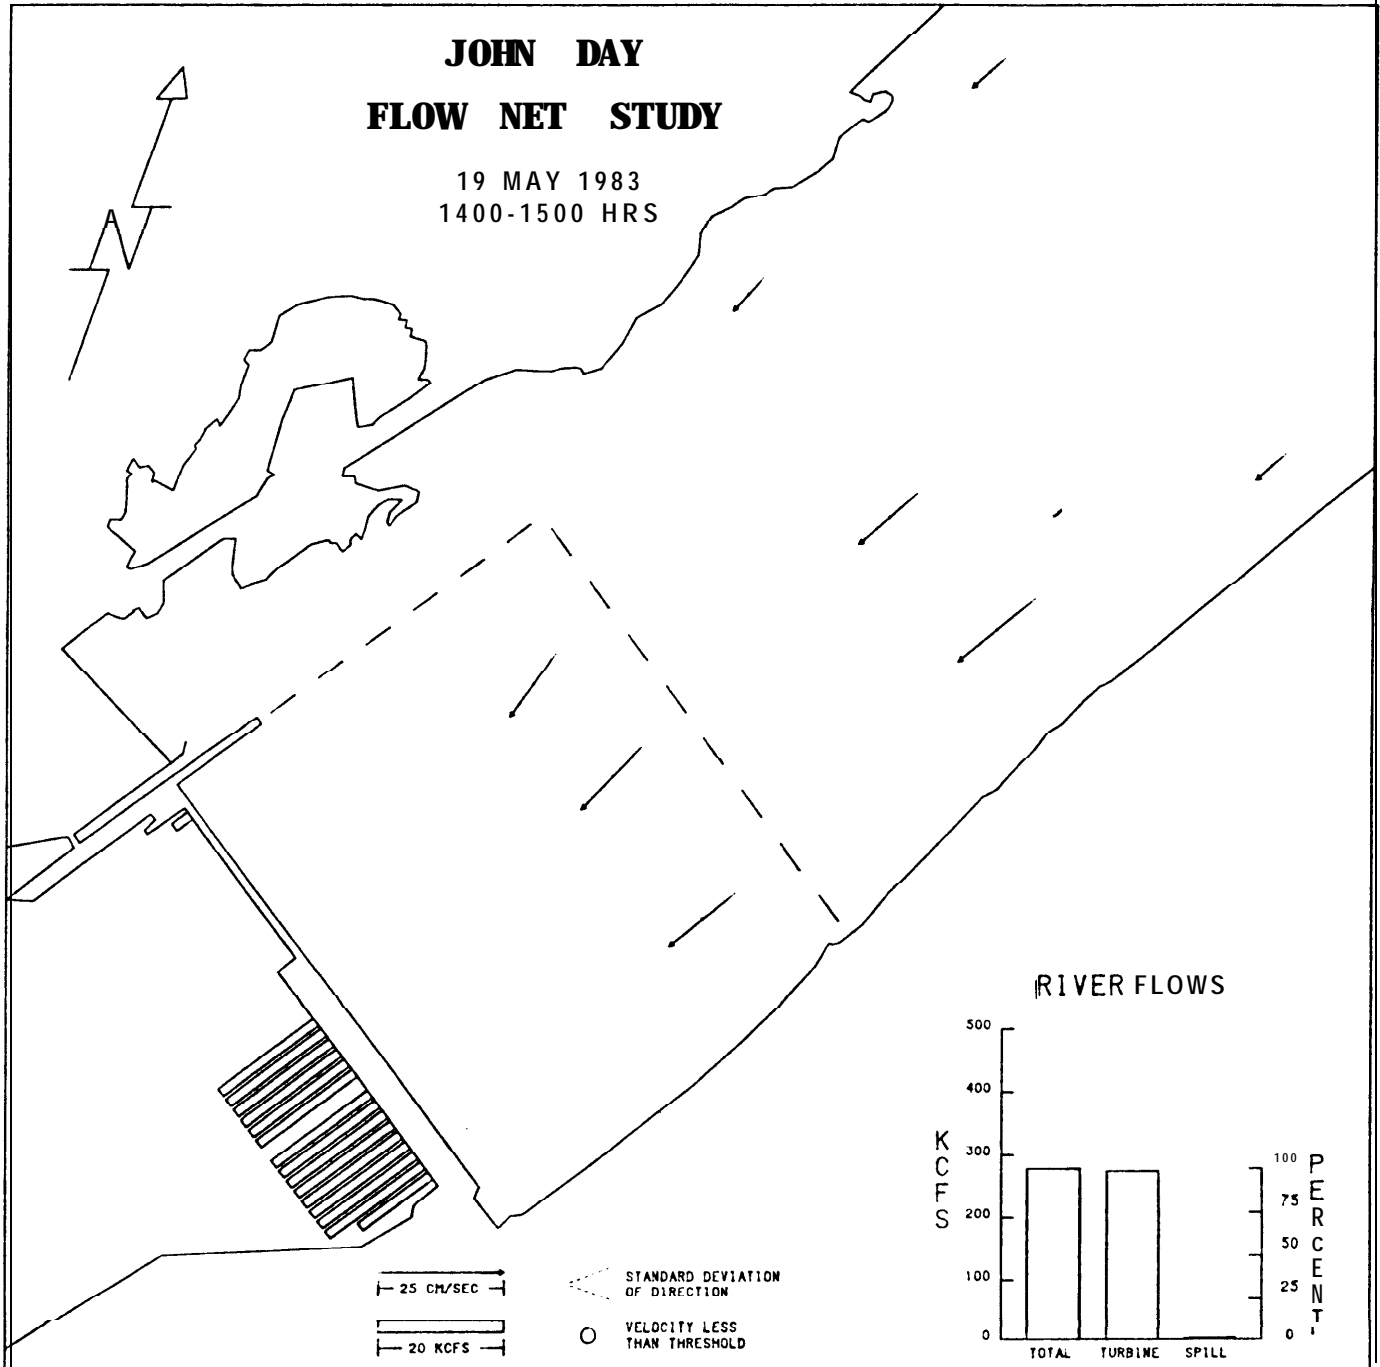 JOHN DAY
FLOW NET STUDY
19 MAY 1983
1400-1500 HRS
N
RIVER FLOWS
500
400
300
200
100
0
KCFS
100
75
50
25
0
PERCENT
TOTAL TURBINE SPILL
25 CM/SEC
20 KCFS
STANDARD DEVIATION
OF DIRECTION
VELOCITY LESS
THAN THRESHOLD